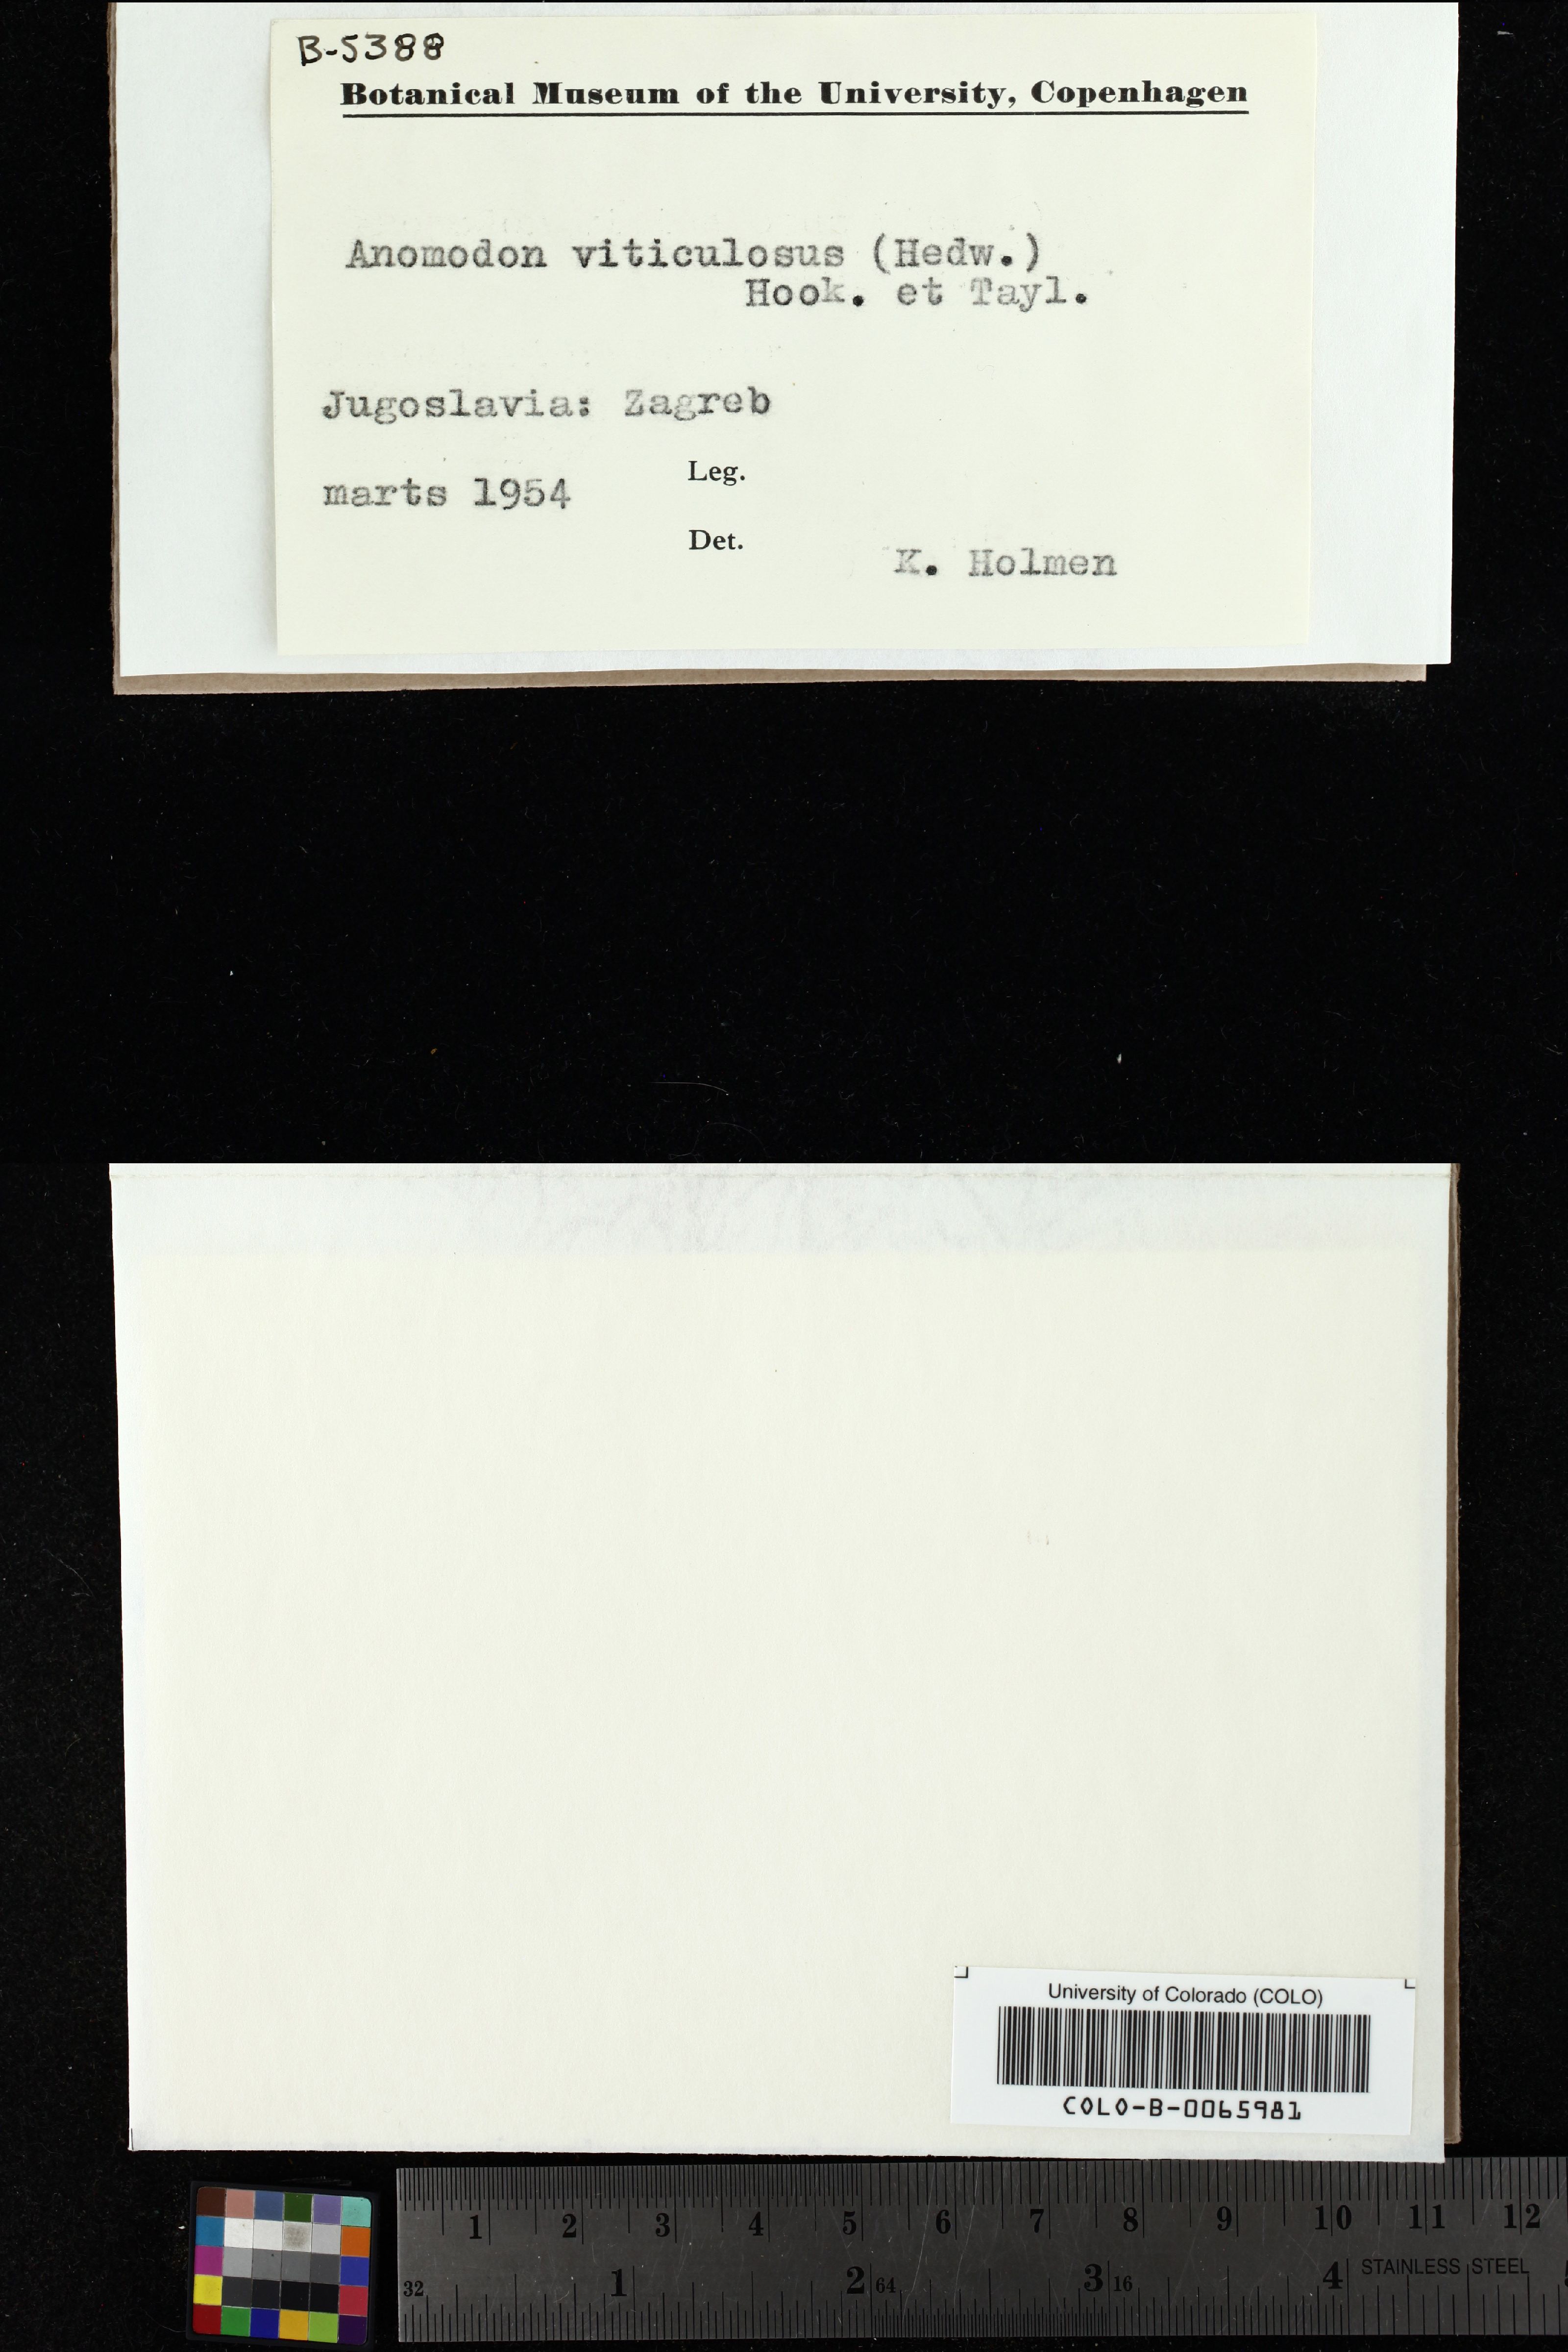 B-5388
Botanical Museum of the University, Copenhagen
Anomodon viticulosus (Hedw.)
Hook. et Tayl.
Jugoslavia: Zagreb
marts 1954
Leg.
Det.
K. Holmen
University of Colorado (COLO)
COLO-B-0065981
1 2 3 4 5 6 7 8 9 10 11 12
32 1 2 64 3 16 4 STAINLESS STEEL